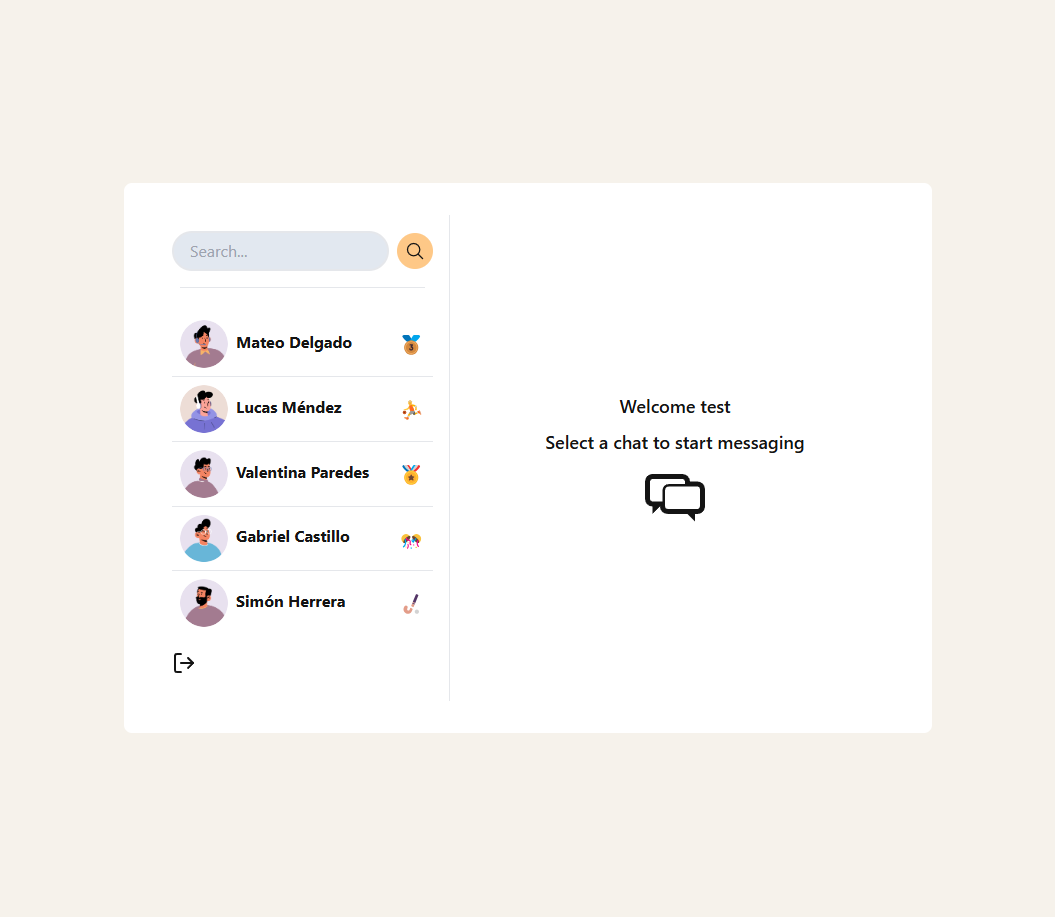 Search...
Mateo Delgado
Lucas Méndez
Valentina Paredes
Gabriel Castillo
Simón Herrera
Welcome test
Select a chat to start messaging